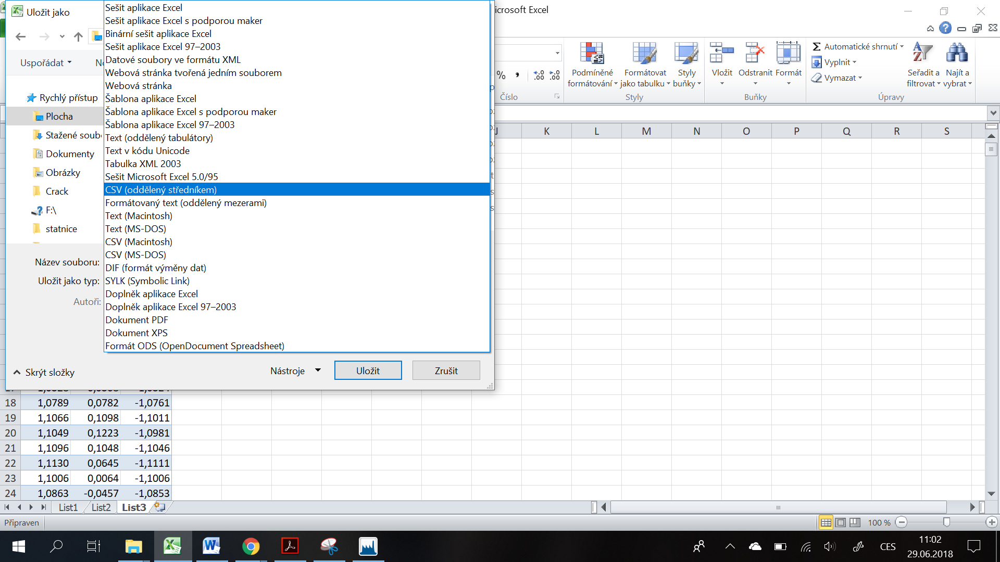 Uložit jako
icrosoft Excel
Uspořádat
Sešit aplikace Excel
Sešit aplikace Excel s podporou maker
Binární sešit aplikace Excel
Sešit aplikace Excel 97–2003
Datové soubory ve formátu XML
Webová stránka tvořená jedním souborem
Webová stránka
Šablona aplikace Excel
Šablona aplikace Excel s podporou maker
Šablona aplikace Excel 97–2003
Text (oddělený tabulátory)
Text v kódu Unicode
Tabulka XML 2003
Sešit Microsoft Excel 5.0/95
CSV (oddělený středníkem)
Formátovaný text (oddělený mezerami)
Text (Macintosh)
Text (MS-DOS)
CSV (Macintosh)
CSV (MS-DOS)
DIF (formát výměny dat)
SYLK (Symbolic Link)
Doplněk aplikace Excel
Doplněk aplikace Excel 97–2003
Dokument PDF
Dokument XPS
Formát ODS (OpenDocument Spreadsheet)
Rychlý přístup
Plocha
Stažené soubo
Dokumenty
Obrázky
Crack
F:\
statnice
Název souboru:
Uložit jako typ:
Autoři:
Skrýt složky
Nástroje
Uložit
Zrušit
% , ,00 ,00
Číslo
Podmíněné formátování
Formátovat jako tabulku
Styly buňky
Styly
Vložit
Odstranit
Formát
Buňky
Σ Automatické shrnutí
Vyplnit
Vymazat
Seřadit a filtrovat
Najít a vybrat
Úpravy
J K L M N O P Q R S
18 1,0789 0,0782 -1,0761
19 1,1066 0,1098 -1,1011
20 1,1049 0,1223 -1,0981
21 1,1096 0,1048 -1,1046
22 1,1130 0,0645 -1,1111
23 1,1006 0,0064 -1,1006
24 1,0863 -0,0457 -1,0853
List1 List2 List3
Připraven
100 %
CES
11:02
29.06.2018